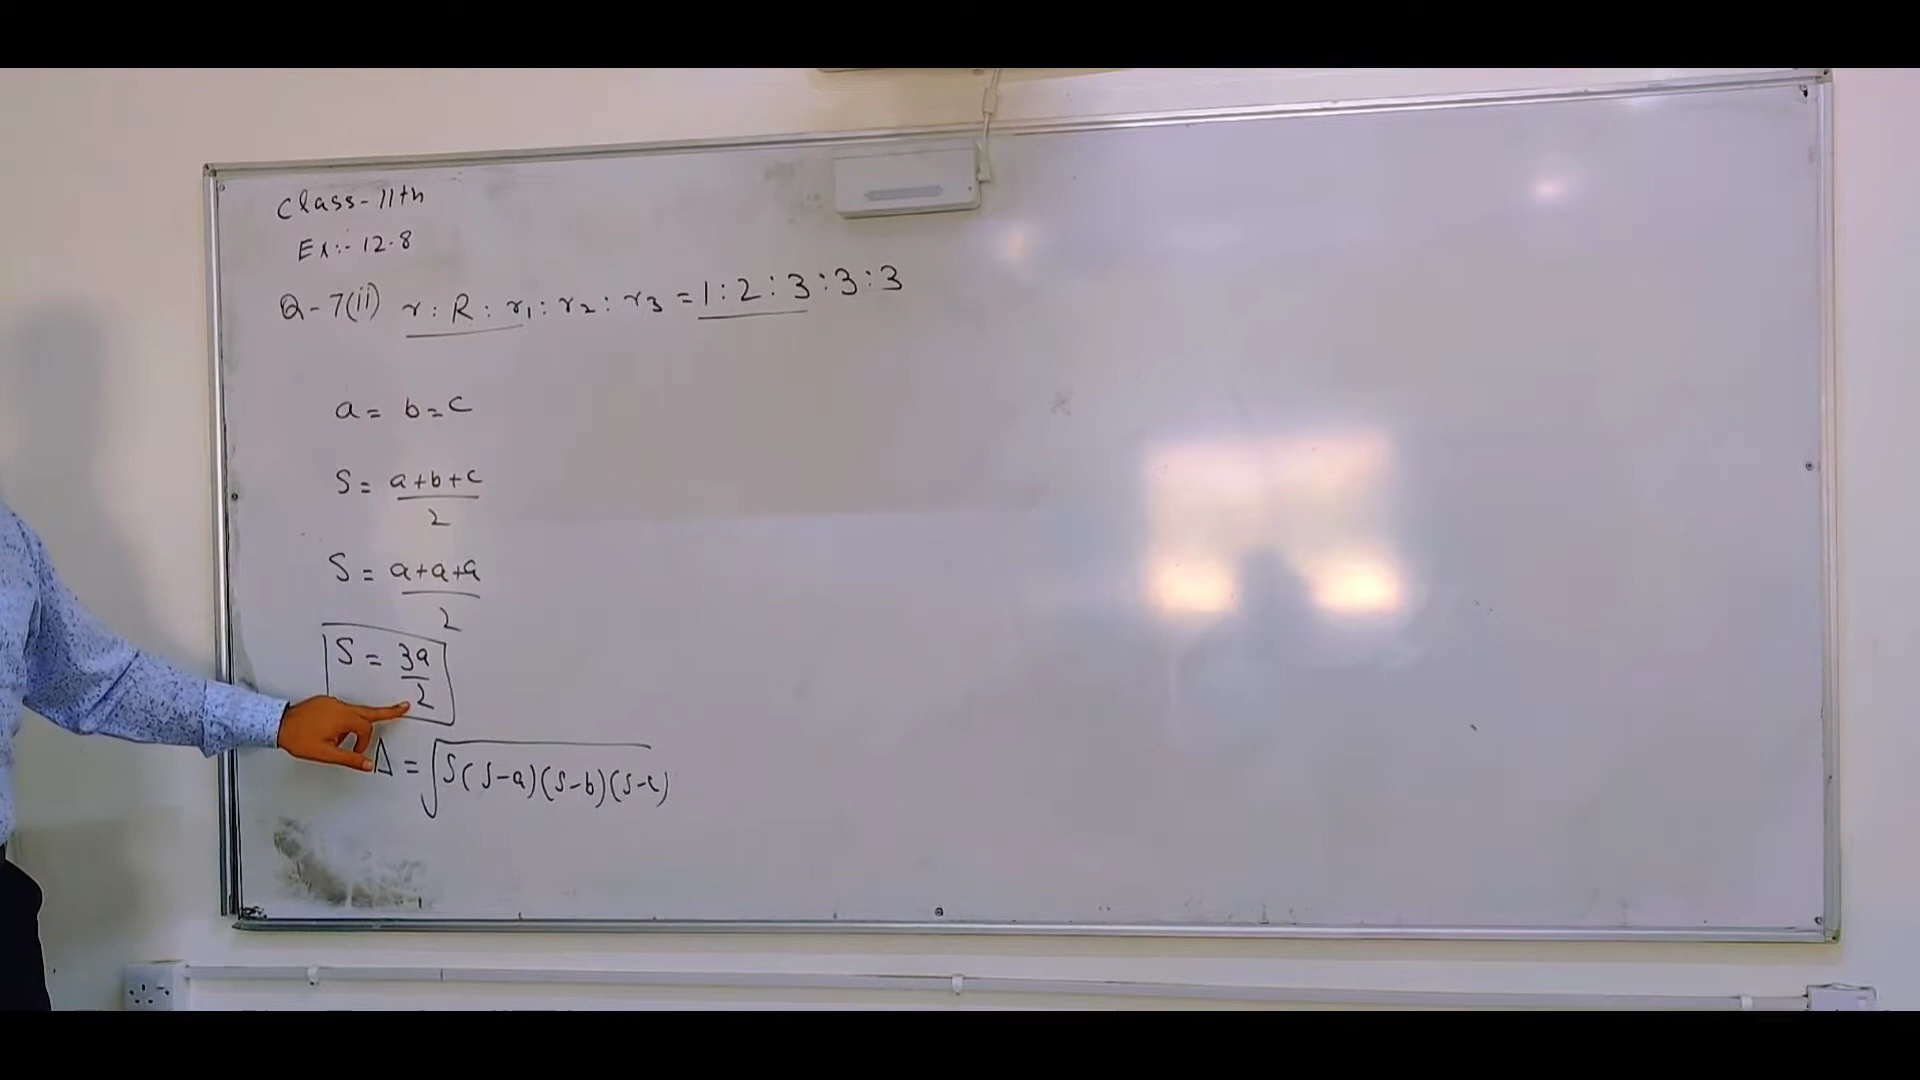 Class-11th
Ex:- 12.8
Q-7(ii) r : R : r₁ : r₂ : r₃ = 1 : 2 : 3 : 3 : 3
a = b = c
S = a+b+c
2
S = a+a+a
2
S = 3a
2
Δ = √S(S-a)(S-b)(S-c)